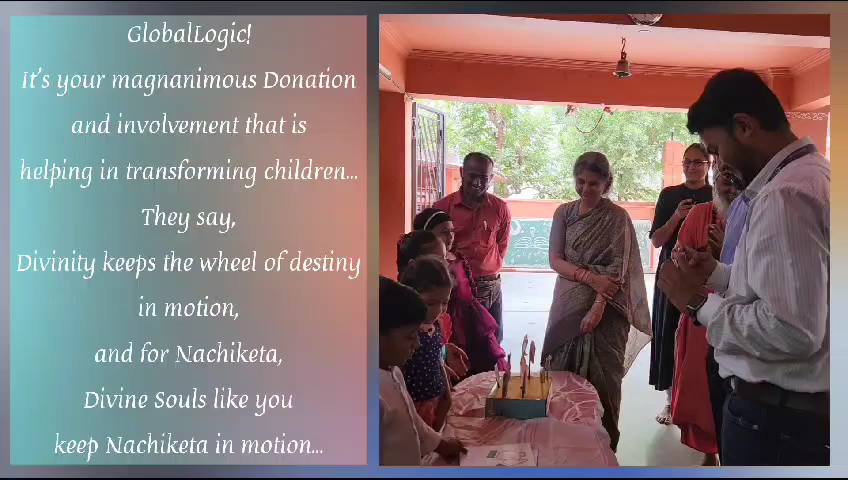 GlobalLogic!
It's your magnanimous Donation
and involvement that is
helping in transforming children...
They say,
Divinity keeps the wheel of destiny
in motion,
and for Nachiketa,
Divine Souls like you
keep Nachiketa in motion...